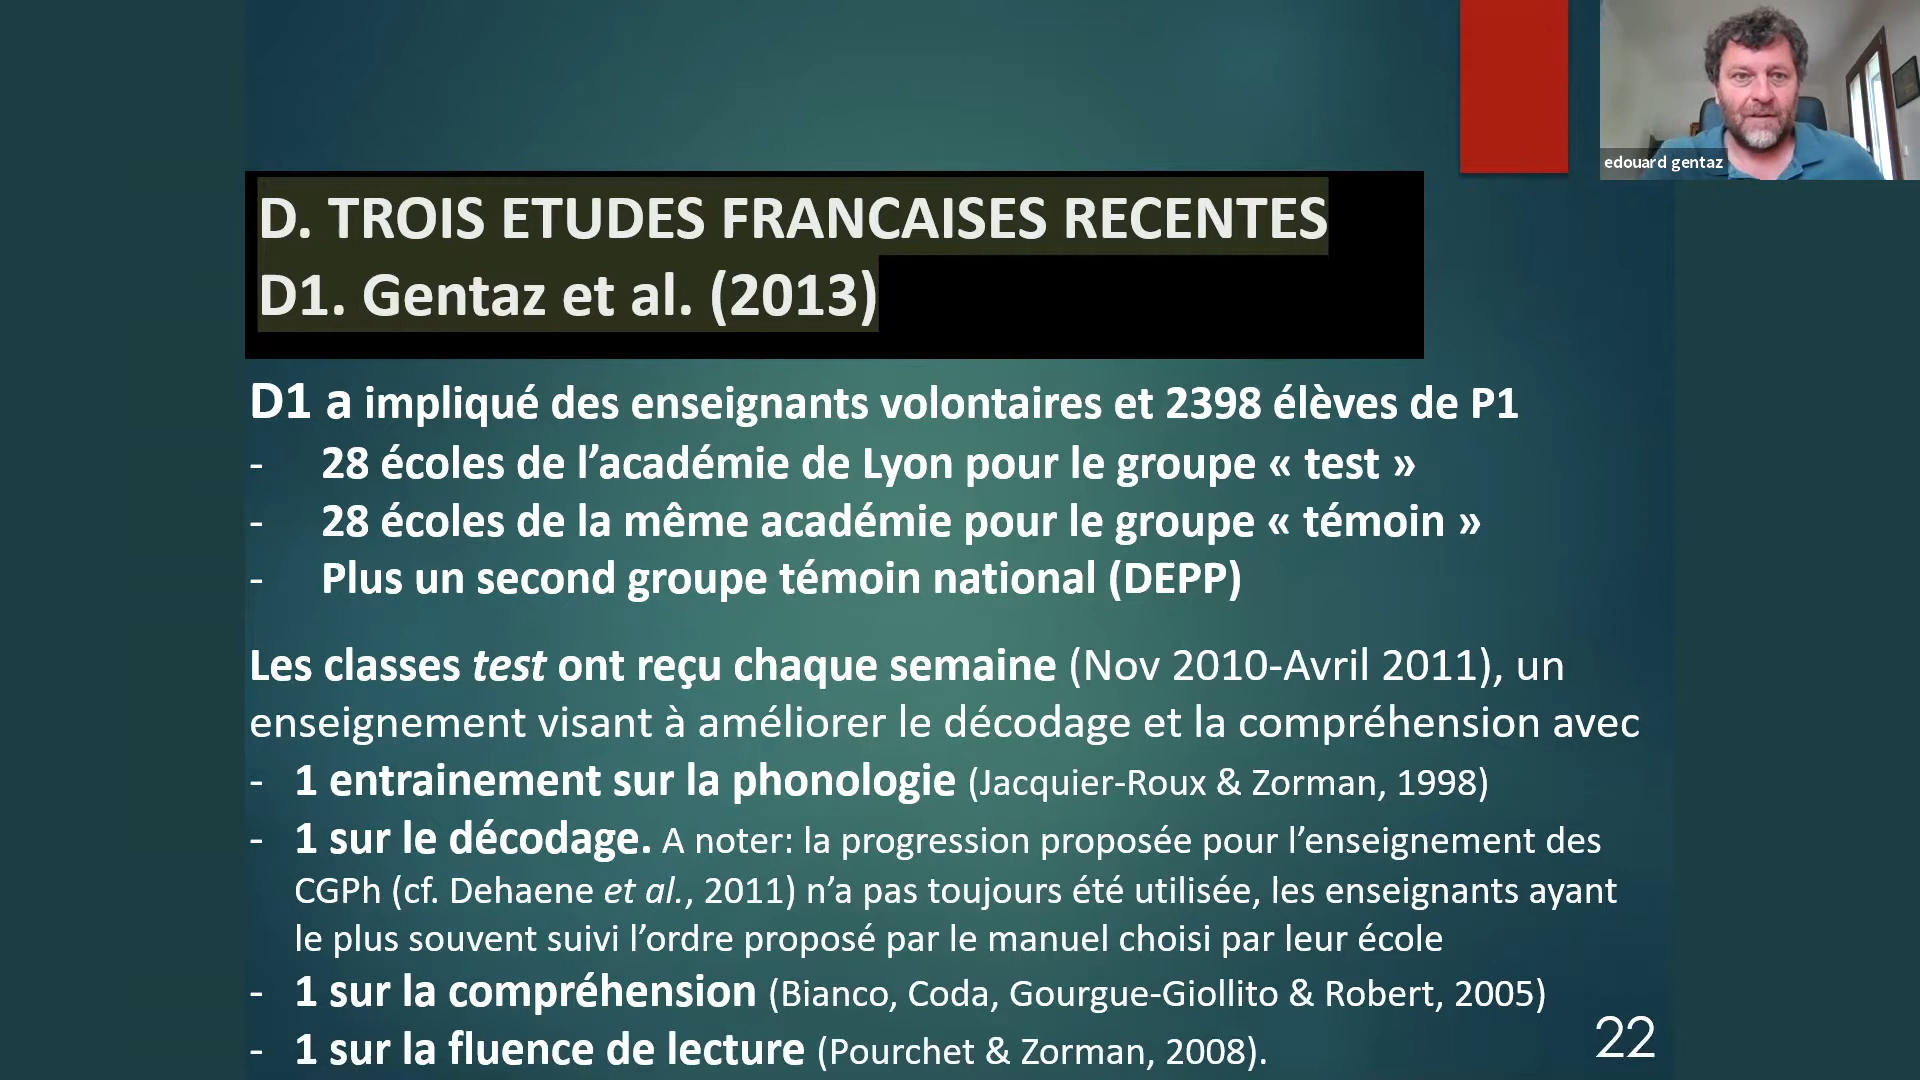 edouard gentaz
D. TROIS ETUDES FRANCAISES RECENTES
D1. Gentaz et al. (2013)
D1 a impliqué des enseignants volontaires et 2398 élèves de P1
- 28 écoles de l’académie de Lyon pour le groupe « test »
- 28 écoles de la même académie pour le groupe « témoin »
- Plus un second groupe témoin national (DEPP)
Les classes test ont reçu chaque semaine (Nov 2010-Avril 2011), un
enseignement visant à améliorer le décodage et la compréhension avec
- 1 entrainement sur la phonologie (Jacquier-Roux & Zorman, 1998)
- 1 sur le décodage. A noter: la progression proposée pour l’enseignement des
CGPh (cf. Dehaene et al., 2011) n’a pas toujours été utilisée, les enseignants ayant
le plus souvent suivi l’ordre proposé par le manuel choisi par leur école
- 1 sur la compréhension (Bianco, Coda, Gourgue-Giollito & Robert, 2005)
- 1 sur la fluence de lecture (Pourchet & Zorman, 2008).
22